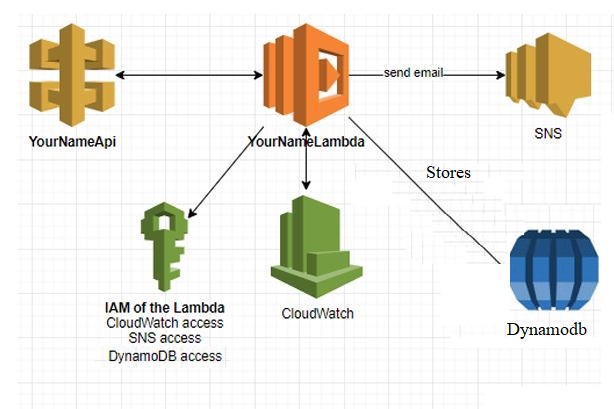 send email
YourNameApi
YourNameLambda
SNS
Stores
IAM of the Lambda
CloudWatch access
SNS access
DynamoDB access
CloudWatch
Dynamodb